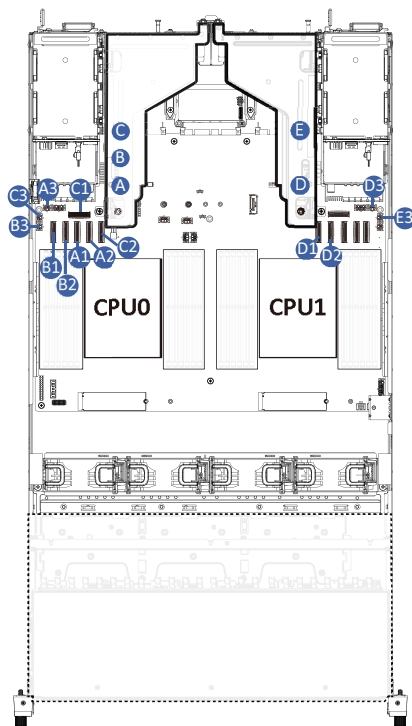 C E
B
A D
C3 A3 C1 D3
B3 E3
B1 B2 A1 A2 C2 D1 D2
CPU0 CPU1